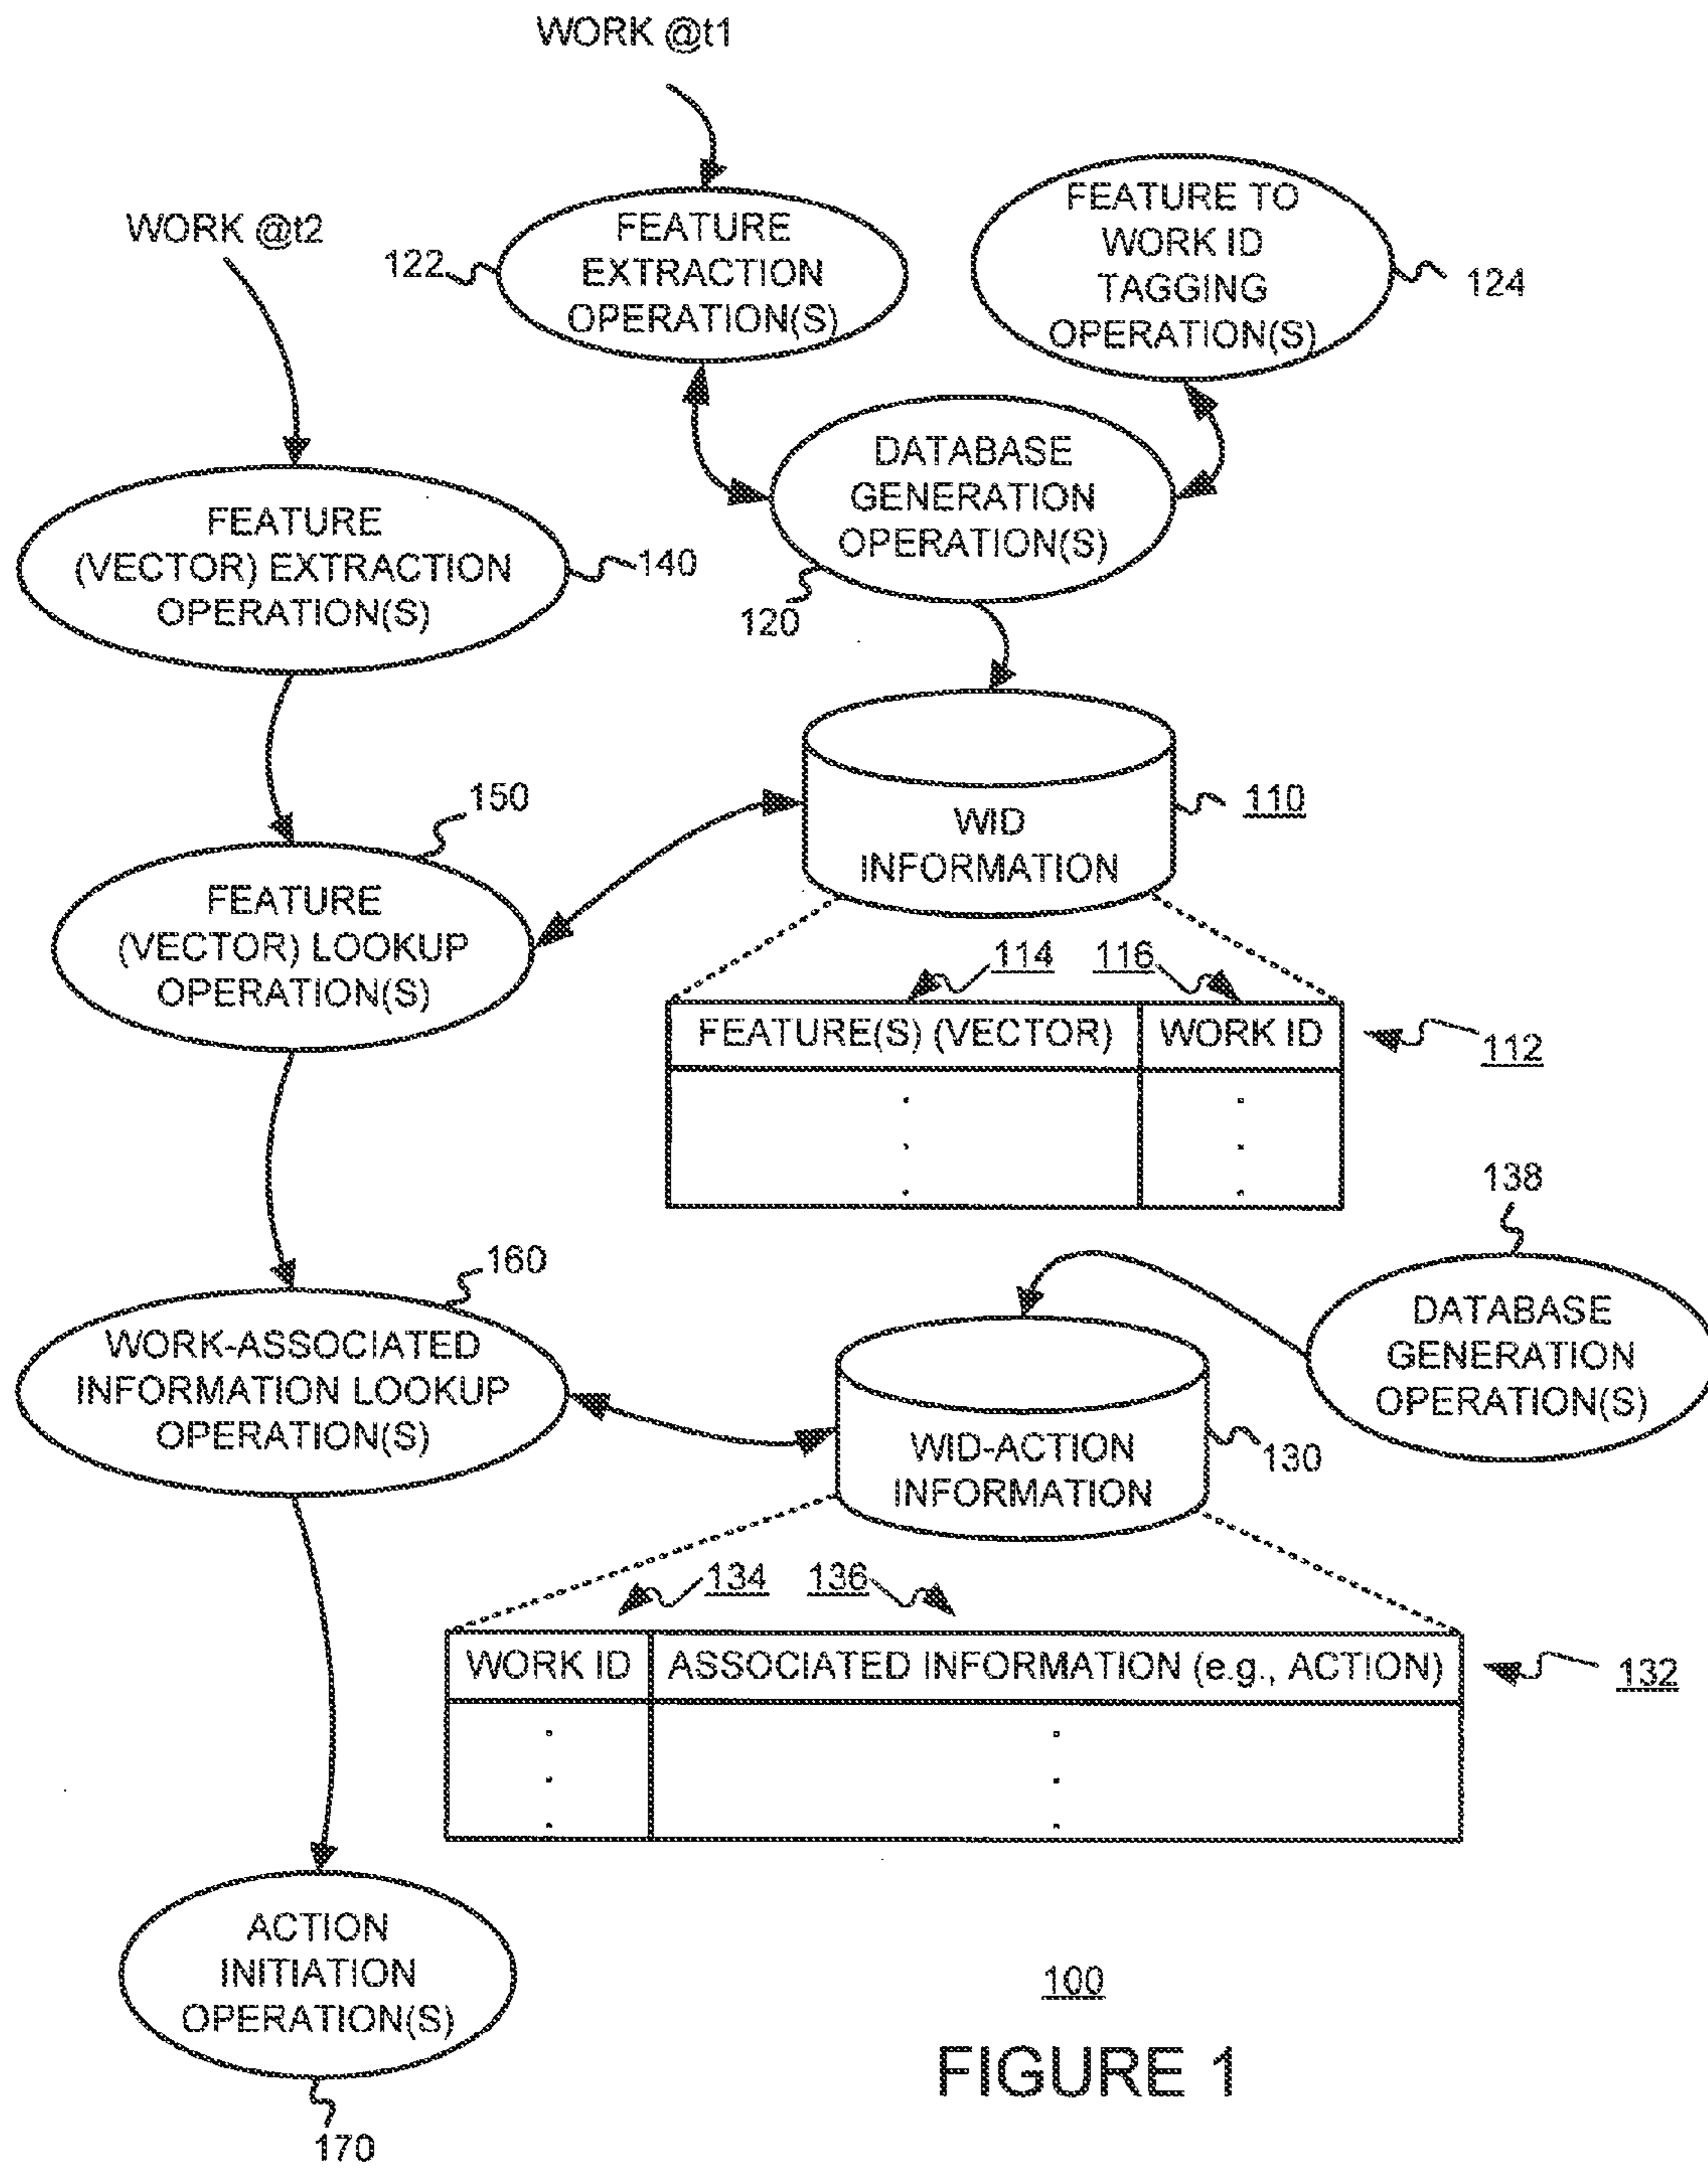 WORK @t1
WORK @t2
122
FEATURE
EXTRACTION
OPERATION(S)
FEATURE TO
WORK ID
TAGGING
OPERATION(S)
124
DATABASE
GENERATION
OPERATION(S)
120
FEATURE
(VECTOR) EXTRACTION
OPERATION(S)
140
150
WID
INFORMATION
110
FEATURE
(VECTOR) LOOKUP
OPERATION(S)
114
116
FEATURE(S) (VECTOR)
WORK ID
112
138
160
DATABASE
GENERATION
OPERATION(S)
WORK-ASSOCIATED
INFORMATION LOOKUP
OPERATION(S)
WID-ACTION
INFORMATION
130
134
136
WORK ID
ASSOCIATED INFORMATION (e.g., ACTION)
132
ACTION
INITIATION
OPERATION(S)
170
100
FIGURE 1